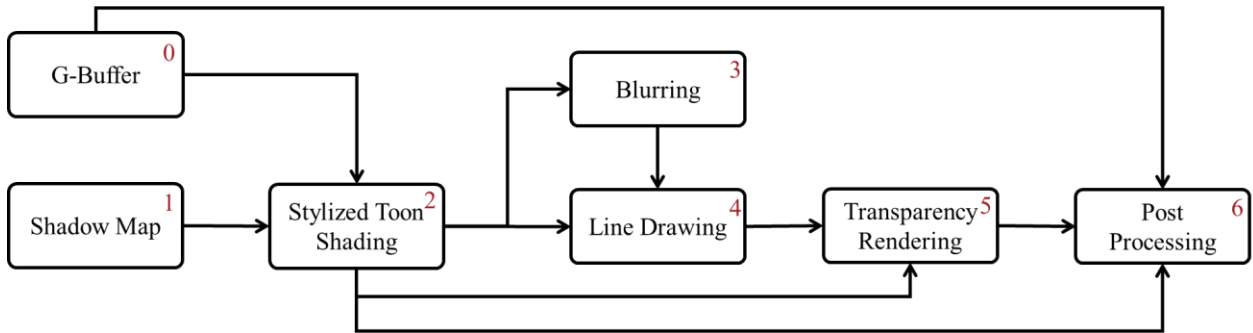 0
G-Buffer
3
Blurring
1
Shadow Map
2
Stylized Toon
Shading
4
Line Drawing
5
Transparency
Rendering
6
Post
Processing